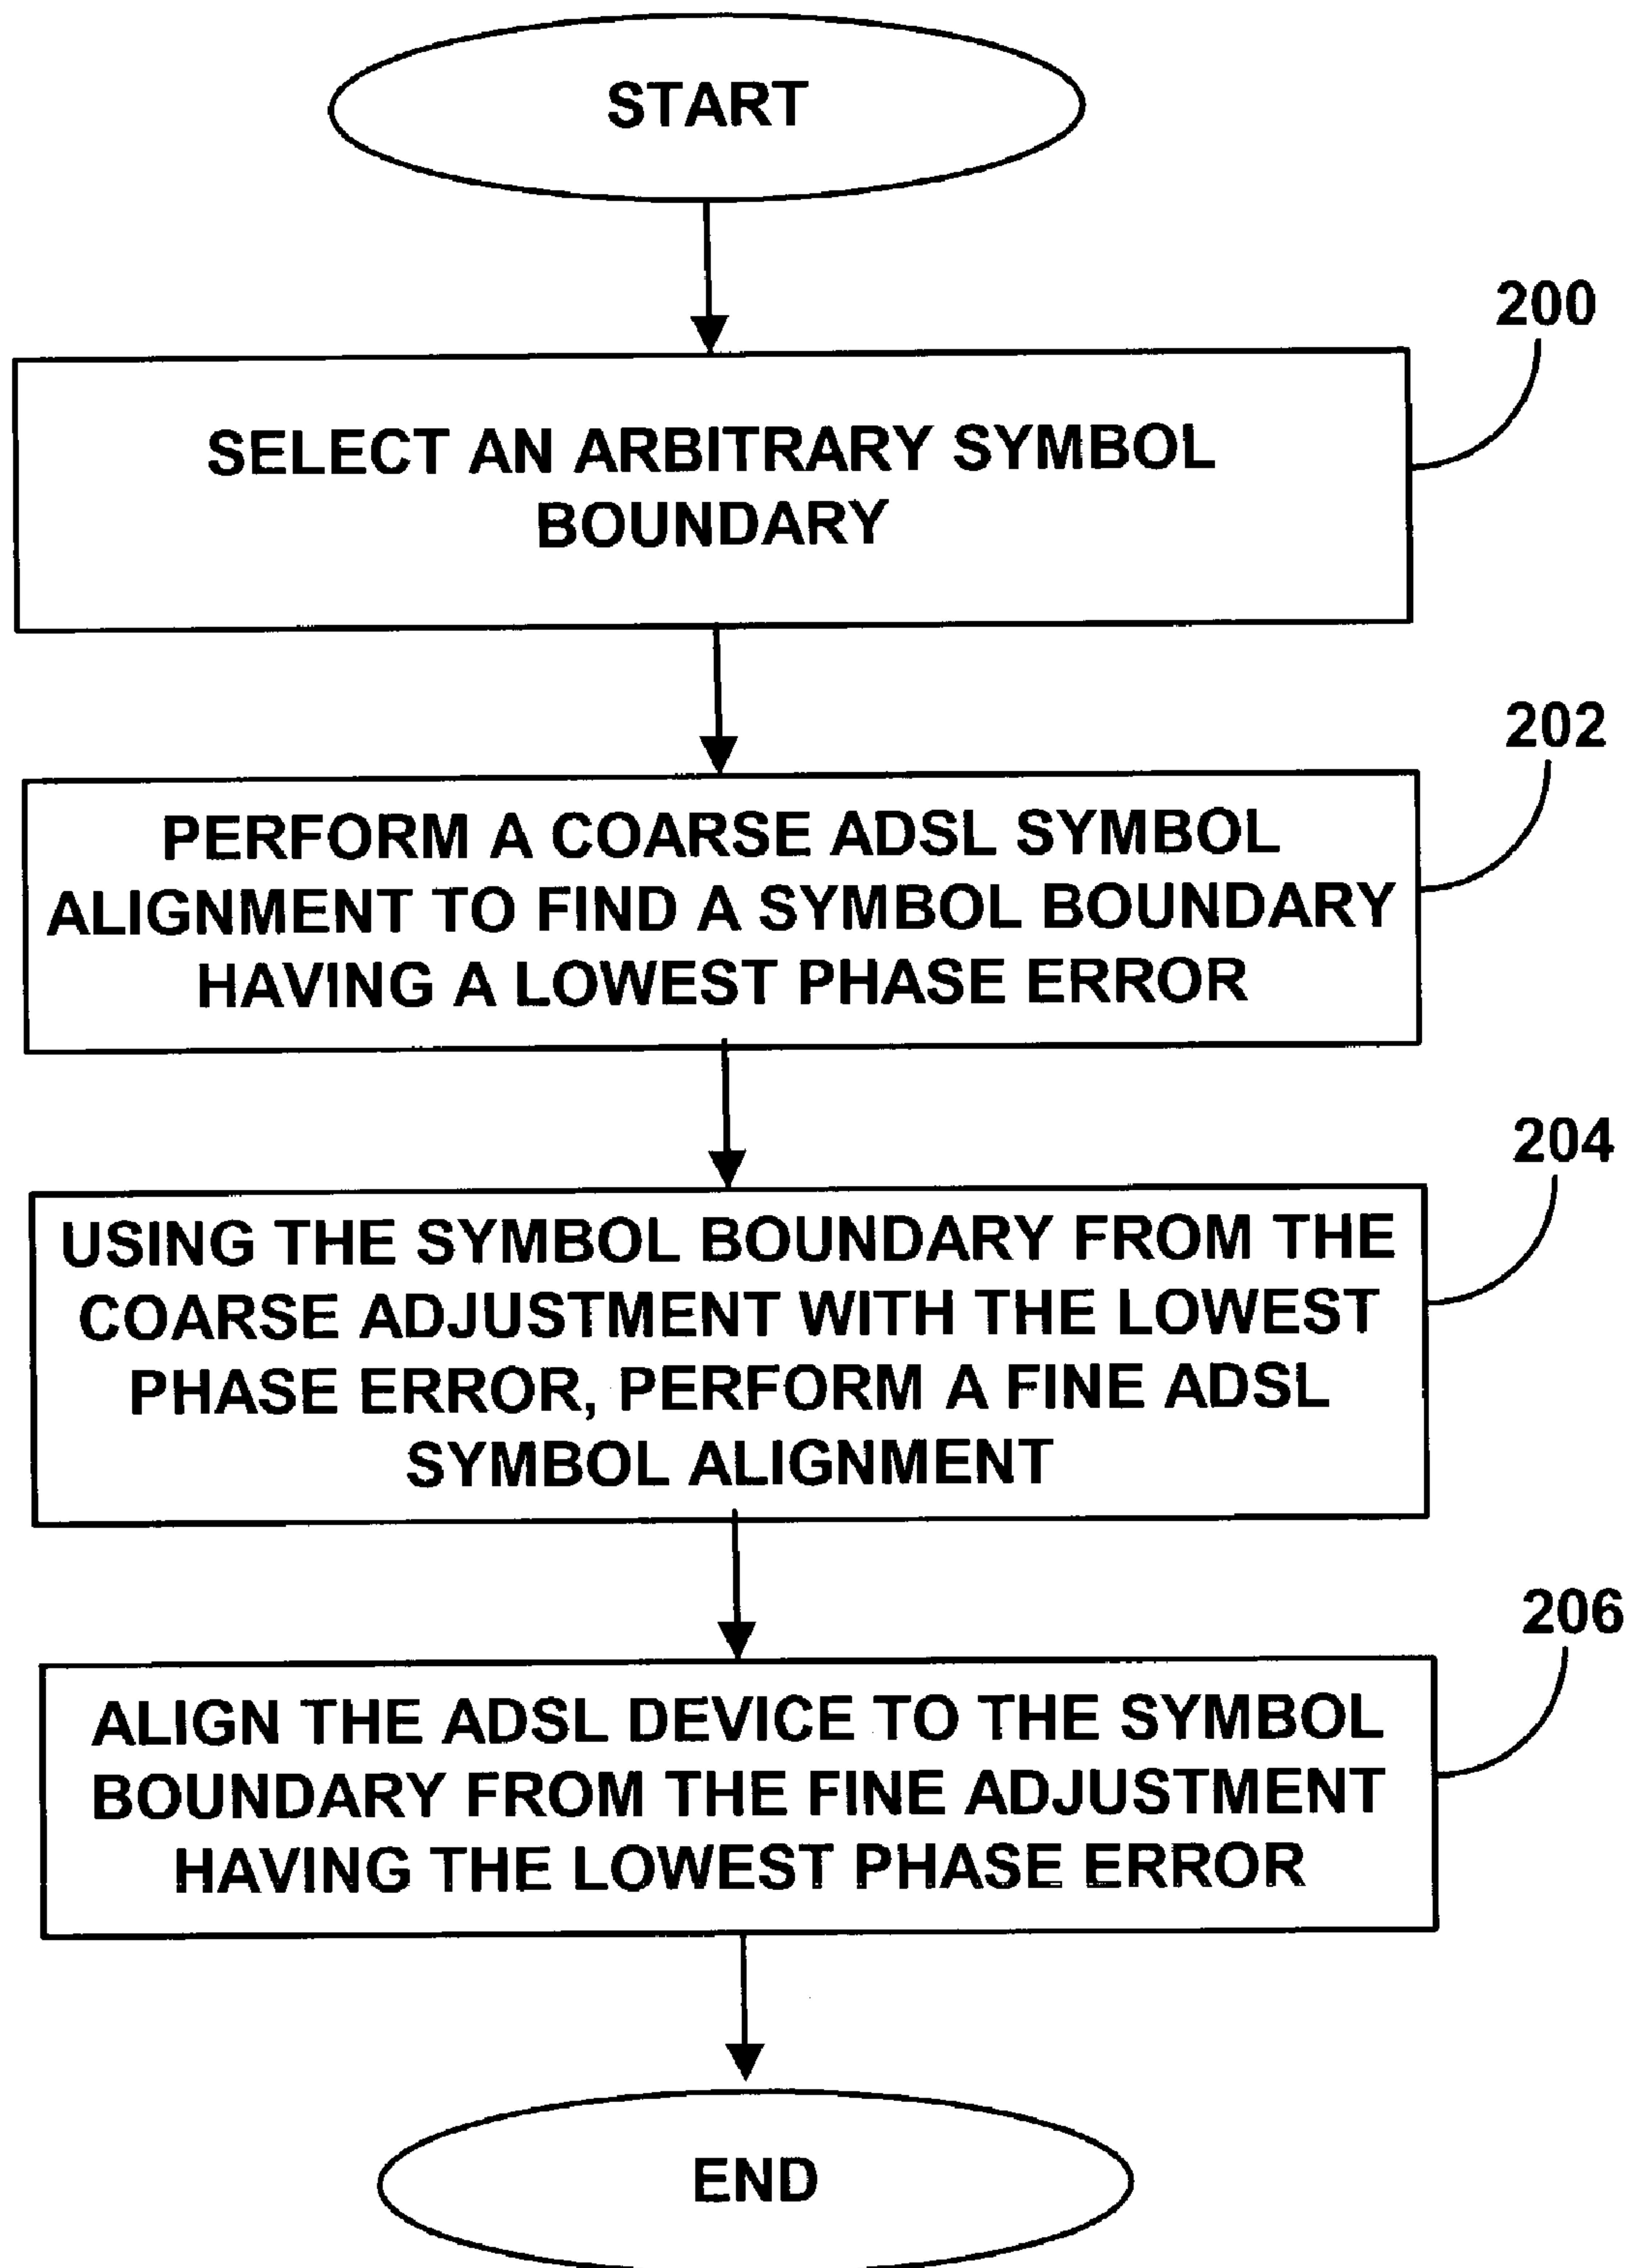 START
200
SELECT AN ARBITRARY SYMBOL
BOUNDARY
202
PERFORM A COARSE ADSL SYMBOL
ALIGNMENT TO FIND A SYMBOL BOUNDARY
HAVING A LOWEST PHASE ERROR
204
USING THE SYMBOL BOUNDARY FROM THE
COARSE ADJUSTMENT WITH THE LOWEST
PHASE ERROR, PERFORM A FINE ADSL
SYMBOL ALIGNMENT
206
ALIGN THE ADSL DEVICE TO THE SYMBOL
BOUNDARY FROM THE FINE ADJUSTMENT
HAVING THE LOWEST PHASE ERROR
END